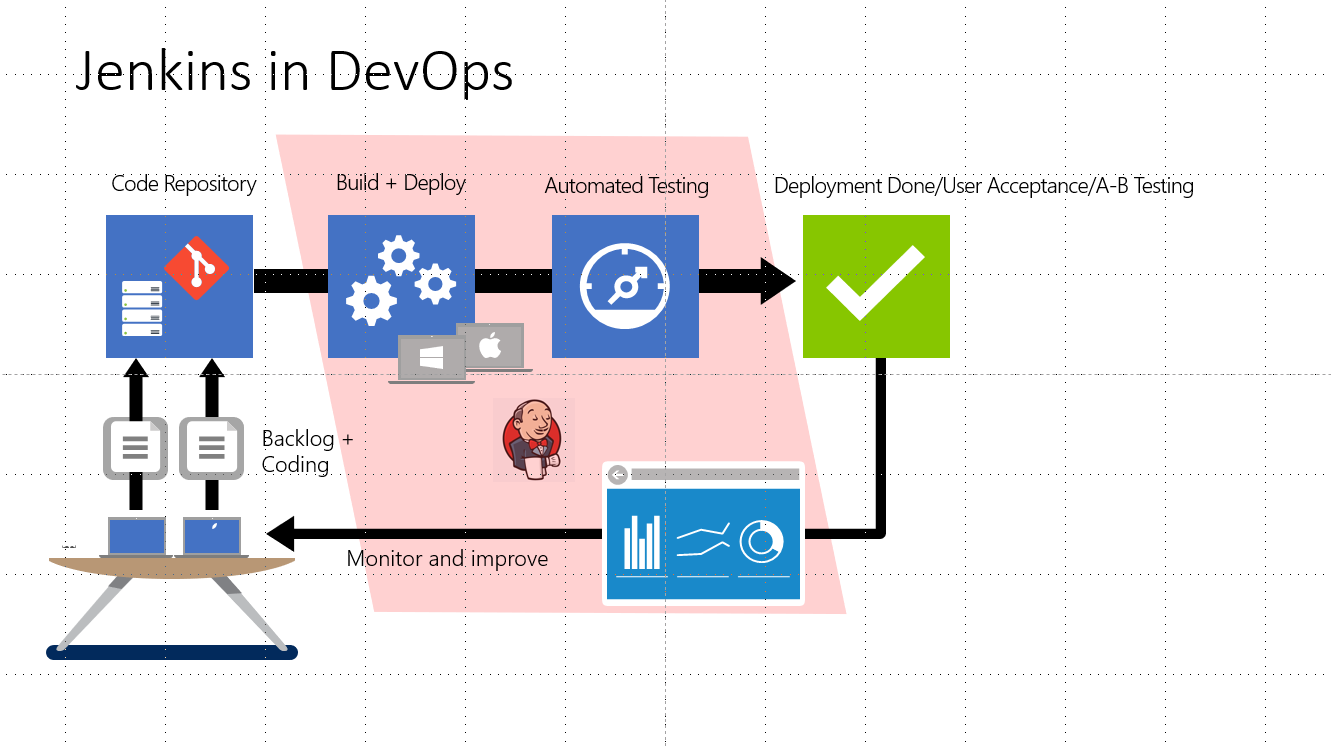 Jenkins in DevOps
Code Repository
Build + Deploy
Automated Testing
Deployment Done/User Acceptance/A-B Testing
Backlog +
Coding
Monitor and improve